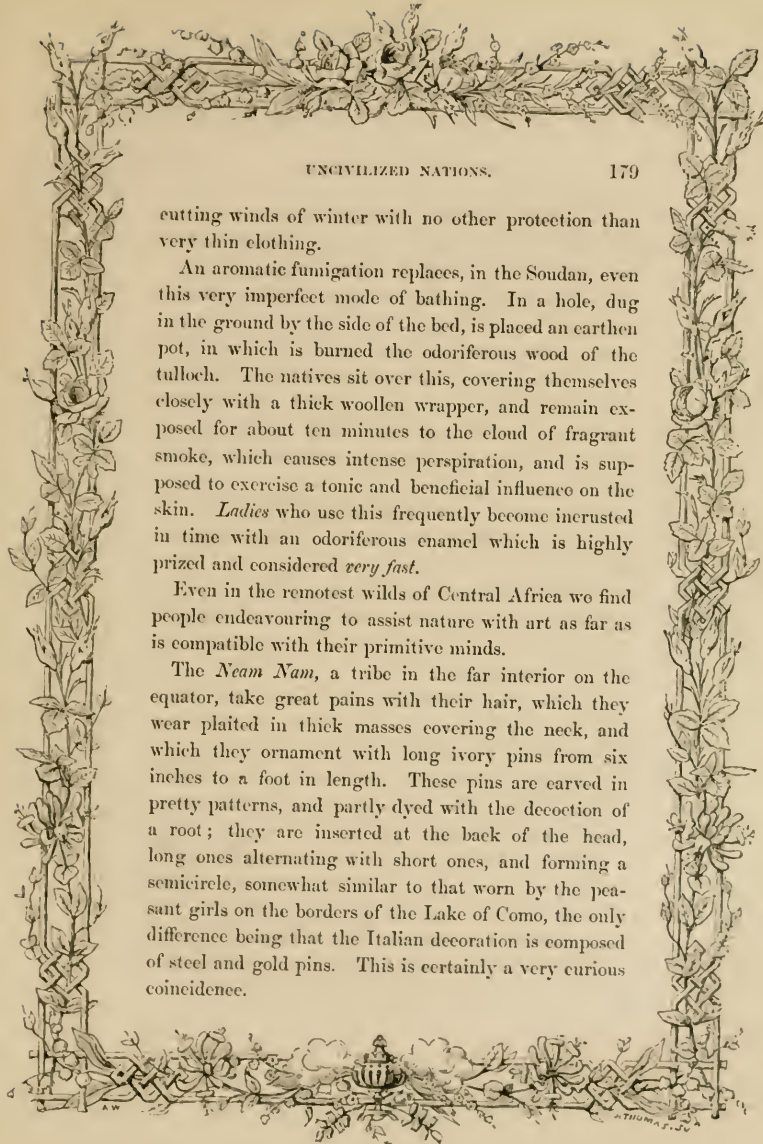 UNCIVILIZED NATIONS. 179
cutting winds of winter with no other protection than
very thin clothing.
An aromatic fumigation replaces, in the Soudan, even
this very imperfect mode of bathing. In a hole, dug
in the ground by the side of the bed, is placed an earthen
pot, in which is burned the odoriferous wood of the
tulloch. The natives sit over this, covering themselves
closely with a thick woollen wrapper, and remain ex-
posed for about ten minutes to the cloud of fragrant
smoke, which causes intense perspiration, and is sup-
posed to exercise a tonic and beneficial influence on the
skin. Ladies who use this frequently become incrusted
in time with an odoriferous enamel which is highly
prized and considered very fast.
Even in the remotest wilds of Central Africa we find
people endeavouring to assist nature with art as far as
is compatible with their primitive minds.
The Neam Nam, a tribe in the far interior on the
equator, take great pains with their hair, which they
wear plaited in thick masses covering the neck, and
which they ornament with long ivory pins from six
inches to a foot in length. These pins are carved in
pretty patterns, and partly dyed with the decoction of
a root; they are inserted at the back of the head,
long ones alternating with short ones, and forming a
semicircle, somewhat similar to that worn by the pea-
sant girls on the borders of the Lake of Como, the only
difference being that the Italian decoration is composed
of steel and gold pins. This is certainly a very curious
coincidence.
A W
A THOMAS. SC